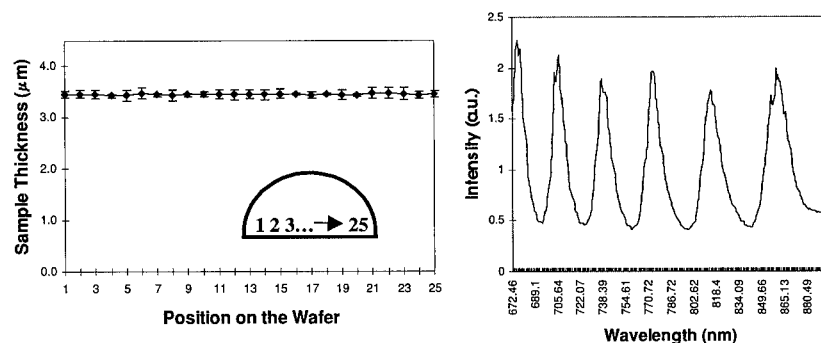 Sample Thickness (μm)
4.0
3.0
2.0
1.0
0.0
1 2 3... 25
1 3 5 7 9 11 13 15 17 19 21 23 25
Position on the Wafer
Intensity (a.u.)
2.5
2
1.5
1
0.5
0
672.46 689.1 705.64 722.07 738.39 754.61 770.72 786.72 802.62 818.4 834.09 849.66 865.13 880.49
Wavelength (nm)